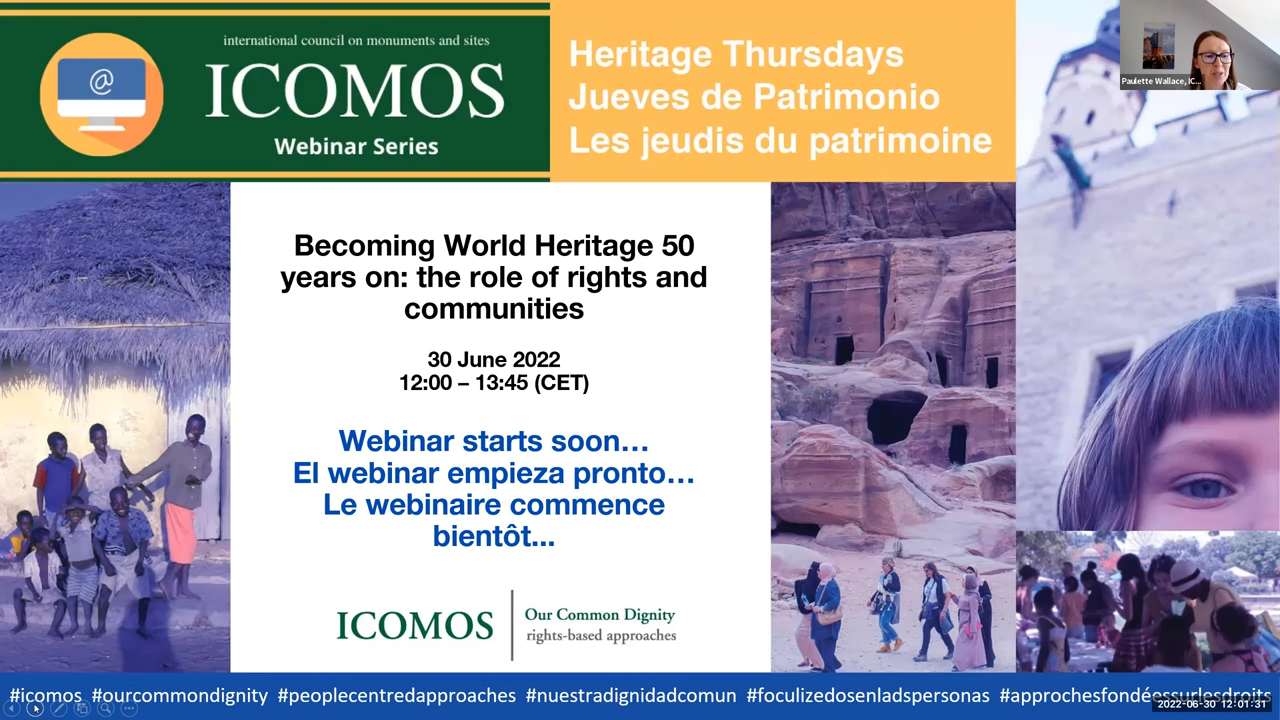 international council on monuments and sites
@
ICOMOS
Webinar Series
Heritage Thursdays
Jueves de Patrimonio
Les jeudis du patrimoine
Paulette Wallace, IC...
Becoming World Heritage 50
years on: the role of rights and
communities
30 June 2022
12:00 – 13:45 (CET)
Webinar starts soon…
El webinar empieza pronto…
Le webinaire commence
bientôt...
ICOMOS
Our Common Dignity
rights-based approaches
#icomos #ourcommondignity #peoplecentredapproaches #nuestradignidadcomun #foculizedosenladspersonas #approchesfondéessurlesdroits
2022-06-30 12:01:31